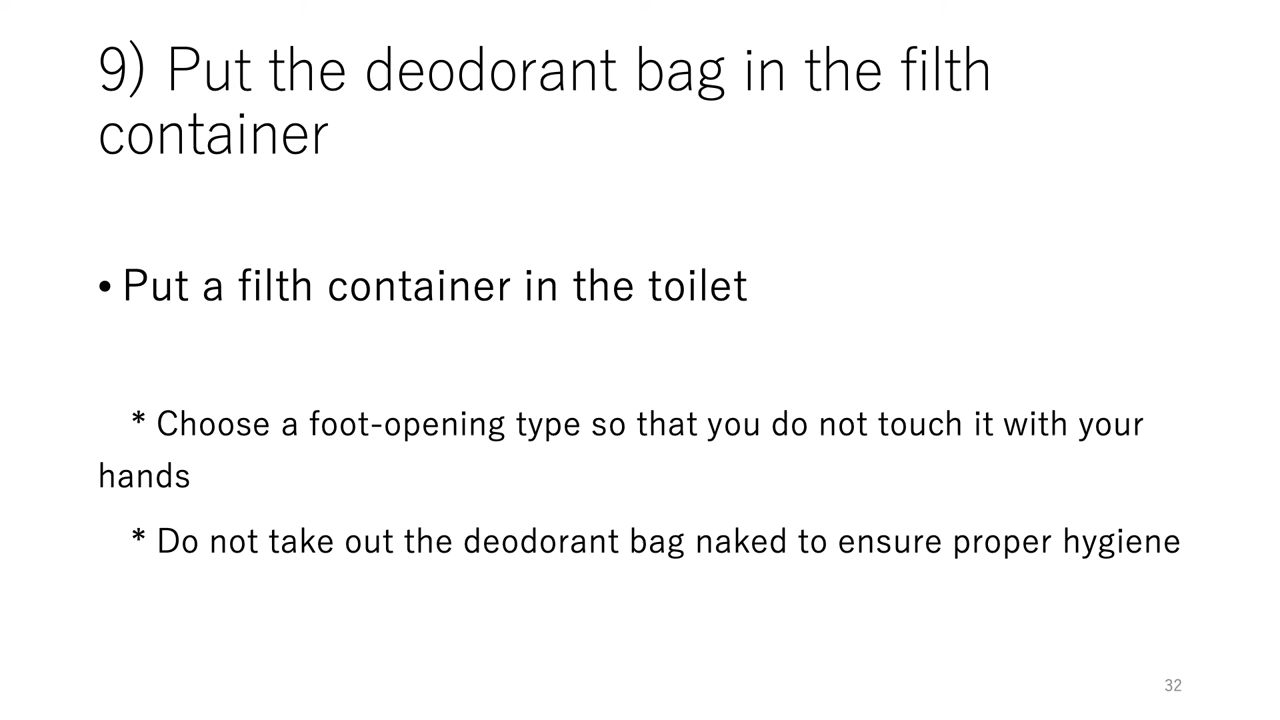 9) Put the deodorant bag in the filth
container
• Put a filth container in the toilet
* Choose a foot-opening type so that you do not touch it with your
hands
* Do not take out the deodorant bag naked to ensure proper hygiene
32